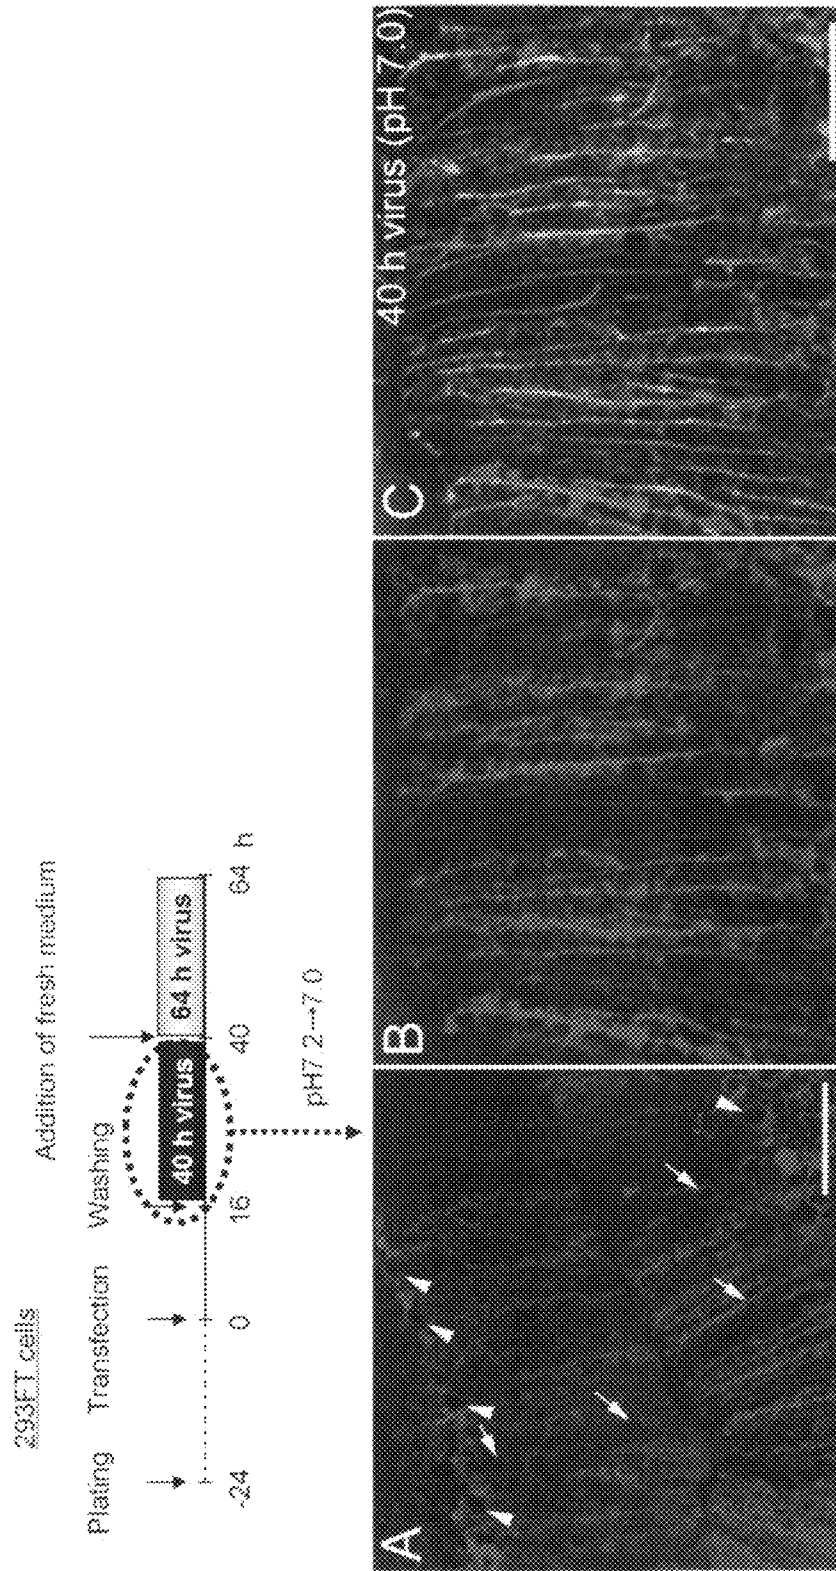 293FT cells
Addition of fresh medium
Plating Transfection Washing
40 h virus 64 h virus
-24 0 16 40 64 h
pH7.2→7.0
A B C
40 h virus (pH 7.0)